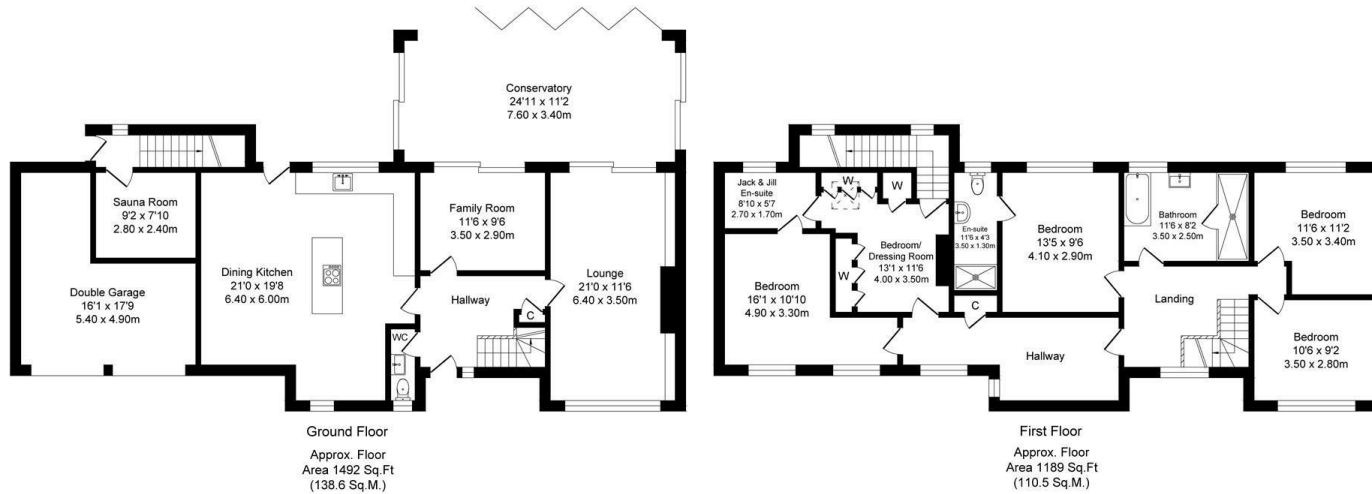 Conservatory
24'11 x 11'2
7.60 x 3.40m
Sauna Room
9'2 x 7'10
2.80 x 2.40m
Double Garage
16'1 x 17'9
5.40 x 4.90m
Dining Kitchen
21'0 x 19'8
6.40 x 6.00m
Family Room
11'6 x 9'6
3.50 x 2.90m
Lounge
21'0 x 11'6
6.40 x 3.50m
Hallway
C
WC
Ground Floor
Approx. Floor
Area 1492 Sq.Ft
(138.6 Sq.M.)
Jack & Jill
En-suite
8'10 x 5'7
2.70 x 1.70m
W
W
W
Bedroom/
Dressing Room
13'1 x 11'6
4.00 x 3.50m
En-suite
11'6 x 4'3
3.50 x 1.30m
Bedroom
13'5 x 9'6
4.10 x 2.90m
Bathroom
11'6 x 8'2
3.50 x 2.50m
Bedroom
11'6 x 11'2
3.50 x 3.40m
Bedroom
16'1 x 10'10
4.90 x 3.30m
C
Landing
Hallway
Bedroom
10'6 x 9'2
3.50 x 2.80m
First Floor
Approx. Floor
Area 1189 Sq.Ft
(110.5 Sq.M.)